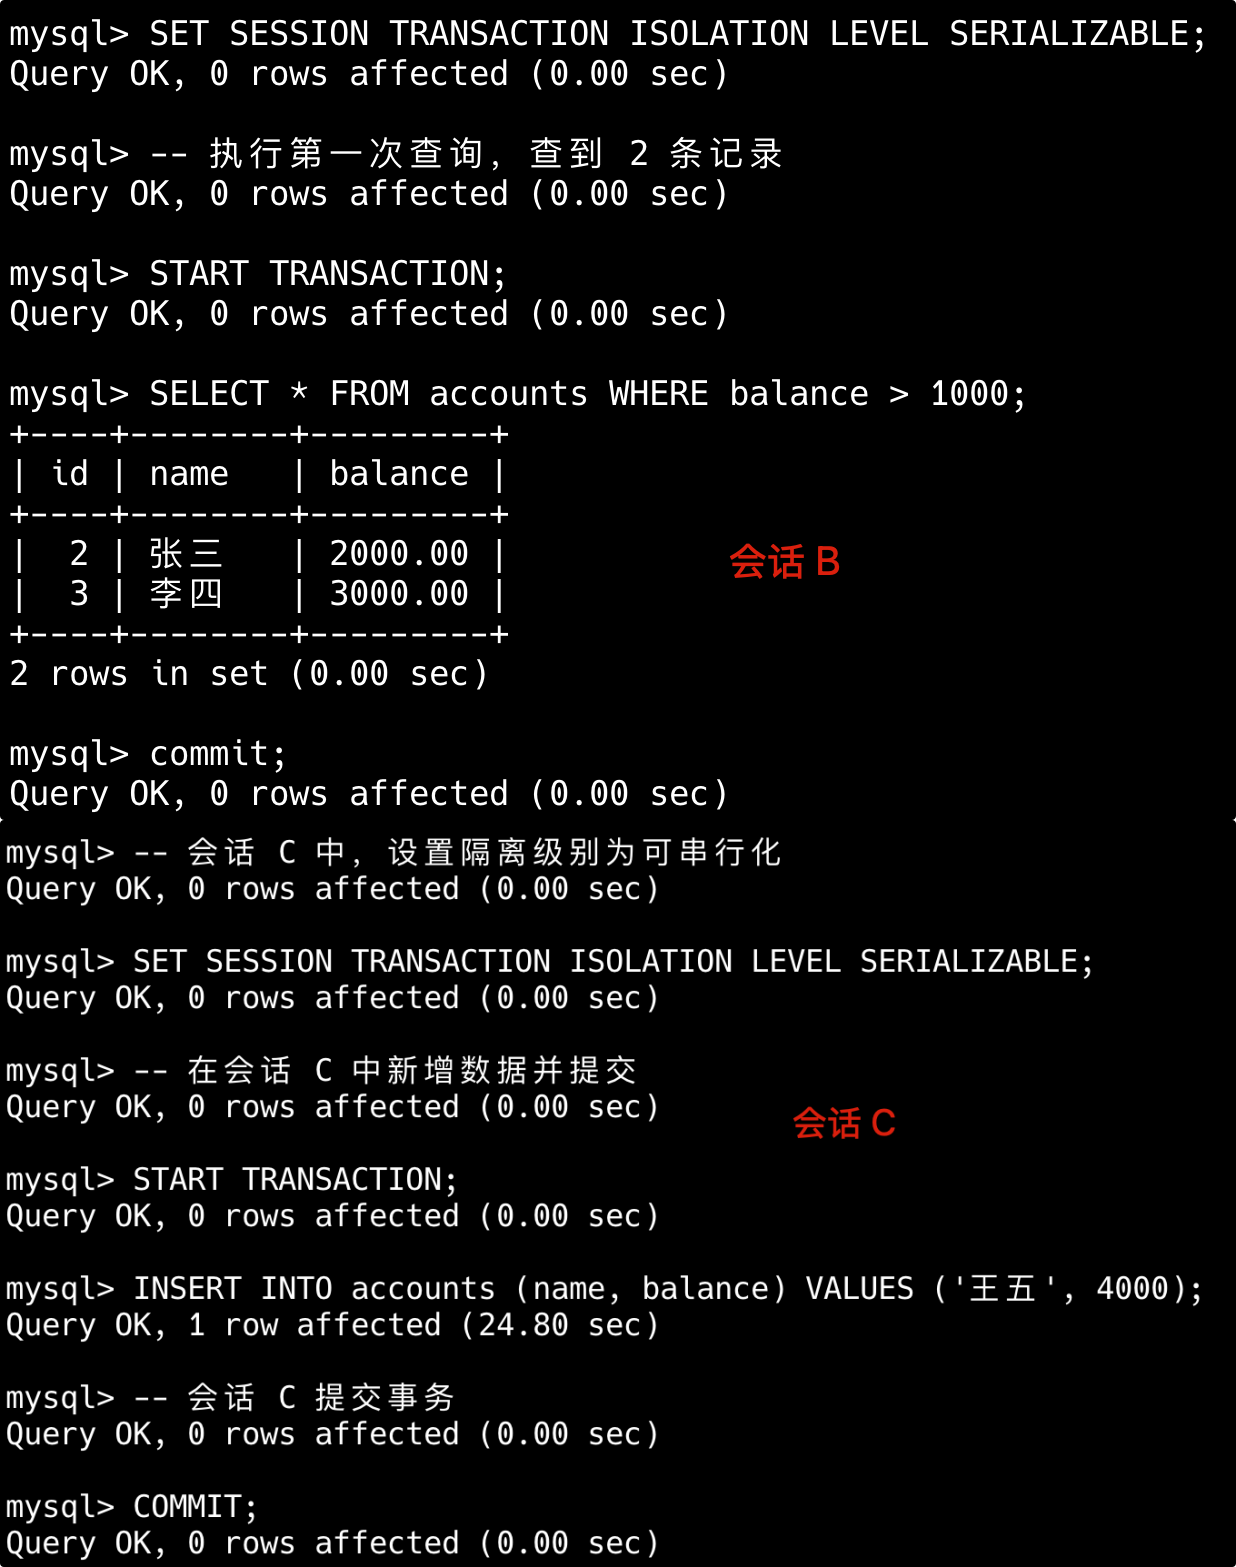 mysql> SET SESSION TRANSACTION ISOLATION LEVEL SERIALIZABLE;
Query OK, 0 rows affected (0.00 sec)
mysql> -- 执行第一次查询，查到 2 条记录
Query OK, 0 rows affected (0.00 sec)
mysql> START TRANSACTION;
Query OK, 0 rows affected (0.00 sec)
mysql> SELECT * FROM accounts WHERE balance > 1000;
+----+--------+---------+
| id | name   | balance |
+----+--------+---------+
|  2 | 张三   | 2000.00 |
会话 B
|  3 | 李四   | 3000.00 |
+----+--------+---------+
2 rows in set (0.00 sec)
mysql> commit;
Query OK, 0 rows affected (0.00 sec)
mysql> -- 会话 C 中，设置隔离级别为可串行化
Query OK, 0 rows affected (0.00 sec)
mysql> SET SESSION TRANSACTION ISOLATION LEVEL SERIALIZABLE;
Query OK, 0 rows affected (0.00 sec)
mysql> -- 在会话 C 中新增数据并提交
Query OK, 0 rows affected (0.00 sec)
会话 C
mysql> START TRANSACTION;
Query OK, 0 rows affected (0.00 sec)
mysql> INSERT INTO accounts (name, balance) VALUES ('王五', 4000);
Query OK, 1 row affected (24.80 sec)
mysql> -- 会话 C 提交事务
Query OK, 0 rows affected (0.00 sec)
mysql> COMMIT;
Query OK, 0 rows affected (0.00 sec)